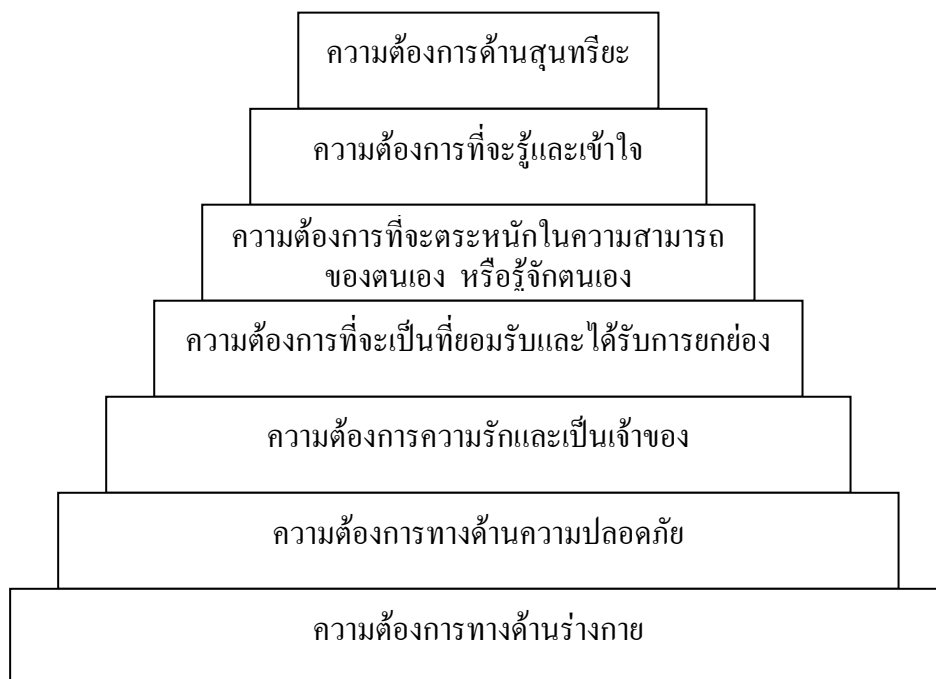 ความต้องการด้านสุนทรียะ
ความต้องการที่จะรู้และเข้าใจ
ความต้องการที่จะตระหนักในความสามารถ
ของตนเอง หรือรู้จักตนเอง
ความต้องการที่จะเป็นที่ยอมรับและได้รับการยกย่อง
ความต้องการความรักและเป็นเจ้าของ
ความต้องการทางด้านความปลอดภัย
ความต้องการทางด้านร่างกาย